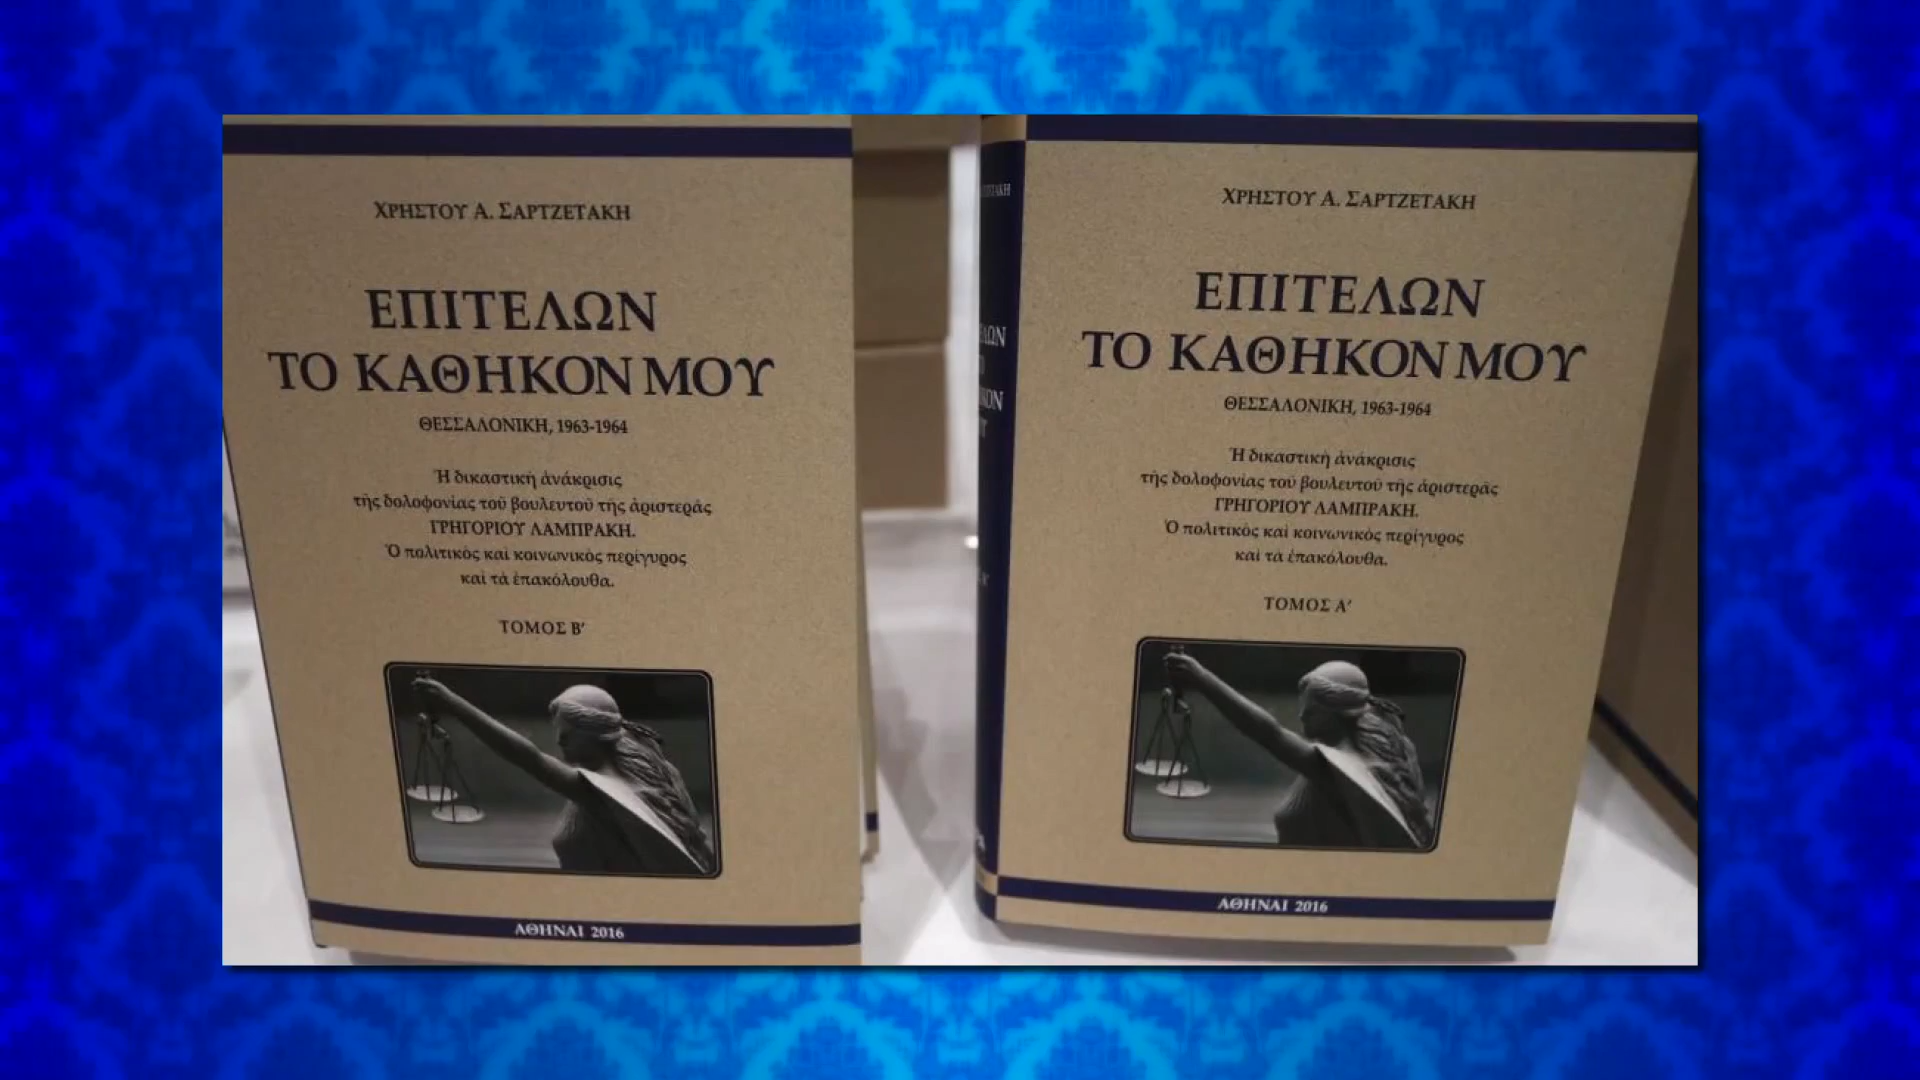 ΧΡΗΣΤΟΥ Α. ΣΑΡΤΖΕΤΑΚΗ
ΕΠΙΤΕΛΩΝ
ΤΟ ΚΑΘΗΚΟΝ ΜΟΥ
ΘΕΣΣΑΛΟΝΙΚΗ, 1963-1964
Ἡ δικαστικὴ ἀνάκρισις
τῆς δολοφονίας τοῦ βουλευτοῦ τῆς ἀριστερᾶς
ΓΡΗΓΟΡΙΟΥ ΛΑΜΠΡΑΚΗ.
Ὁ πολιτικὸς καὶ κοινωνικὸς περίγυρος
καὶ τὰ ἐπακόλουθα.
ΤΟΜΟΣ Β′
ΑΘΗΝΑΙ 2016
ΧΡΗΣΤΟΥ Α. ΣΑΡΤΖΕΤΑΚΗ
ΕΠΙΤΕΛΩΝ
ΤΟ ΚΑΘΗΚΟΝ ΜΟΥ
ΘΕΣΣΑΛΟΝΙΚΗ, 1963-1964
Ἡ δικαστικὴ ἀνάκρισις
τῆς δολοφονίας τοῦ βουλευτοῦ τῆς ἀριστερᾶς
ΓΡΗΓΟΡΙΟΥ ΛΑΜΠΡΑΚΗ.
Ὁ πολιτικὸς καὶ κοινωνικὸς περίγυρος
καὶ τὰ ἐπακόλουθα.
ΤΟΜΟΣ Α′
ΑΘΗΝΑΙ 2016